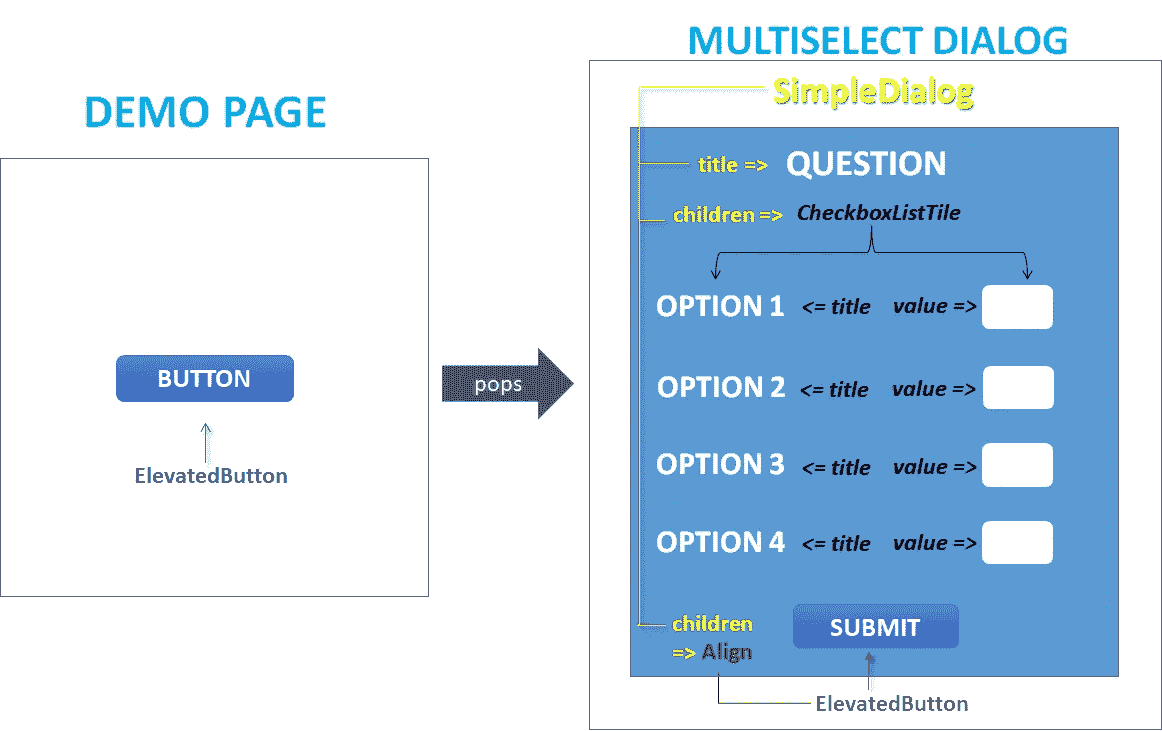 DEMO PAGE
BUTTON
ElevatedButton
pops
MULTISELECT DIALOG
SimpleDialog
title => QUESTION
children => CheckboxListTile
OPTION 1 <= title value =>
OPTION 2 <= title value =>
OPTION 3 <= title value =>
OPTION 4 <= title value =>
children
=> Align
SUBMIT
ElevatedButton